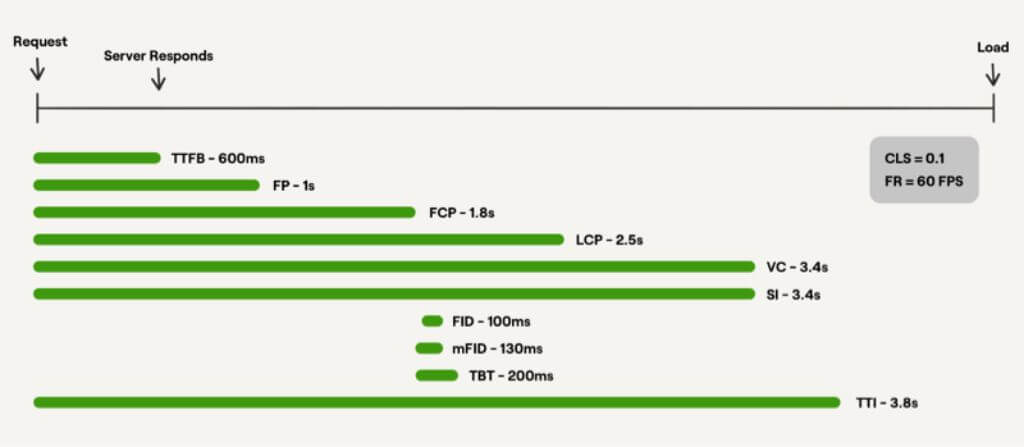 Request
Server Responds
Load
TTFB - 600ms
CLS = 0.1
FP - 1s
FR = 60 FPS
FCP - 1.8s
LCP - 2.5s
VC - 3.4s
SI - 3.4s
FID - 100ms
mFID - 130ms
TBT - 200ms
TTI - 3.8s